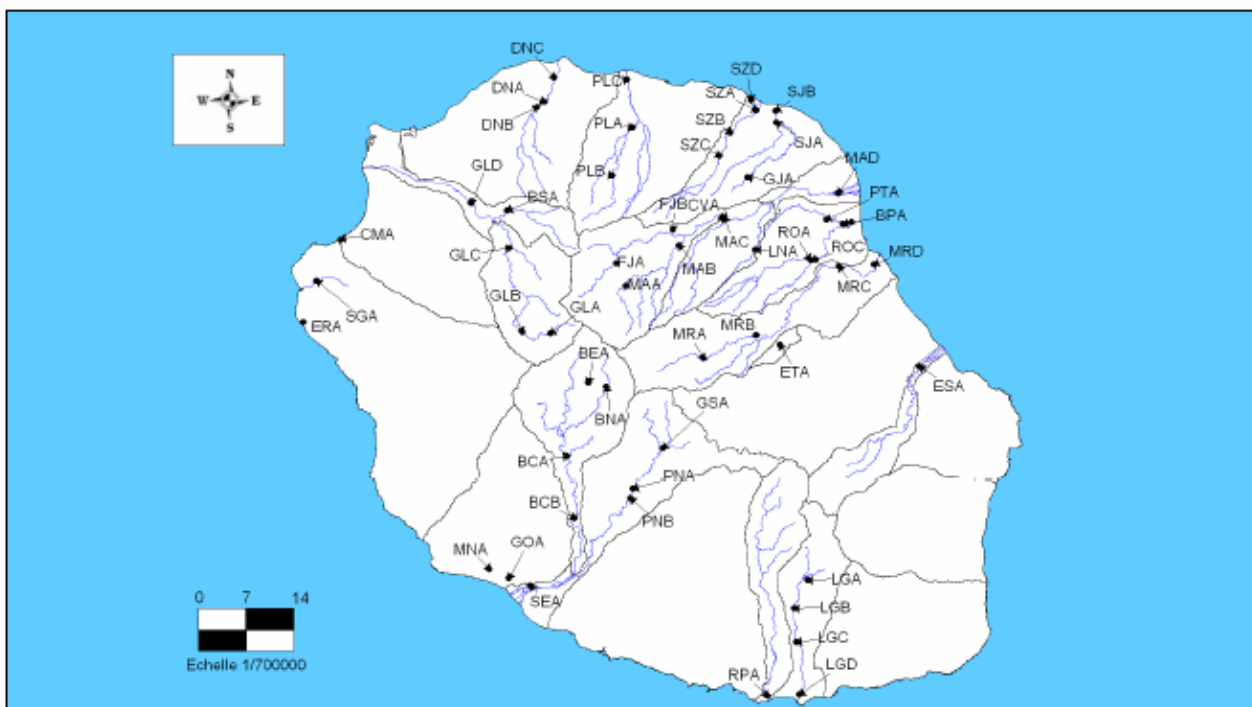 DNC
PLC
SZD
N
DNA
SZA
SJB
W
E
DNB
PLA
SZB
S
SZC
SJA
MAD
GLD
PLB
GJA
PTA
BSA
FJB
CVA
BPA
CMA
MAC
ROA
GLC
LNA
ROC
MRD
FJA
MAB
MRC
MAA
GLB
GLA
SGA
ERA
MRB
MRA
BEA
ETA
ESA
BNA
GSA
BCA
PNA
BCB
PNB
MNA
GOA
LGA
SEA
0 7 14
LGB
LGC
Echelle 1/700000
RPA
LGD